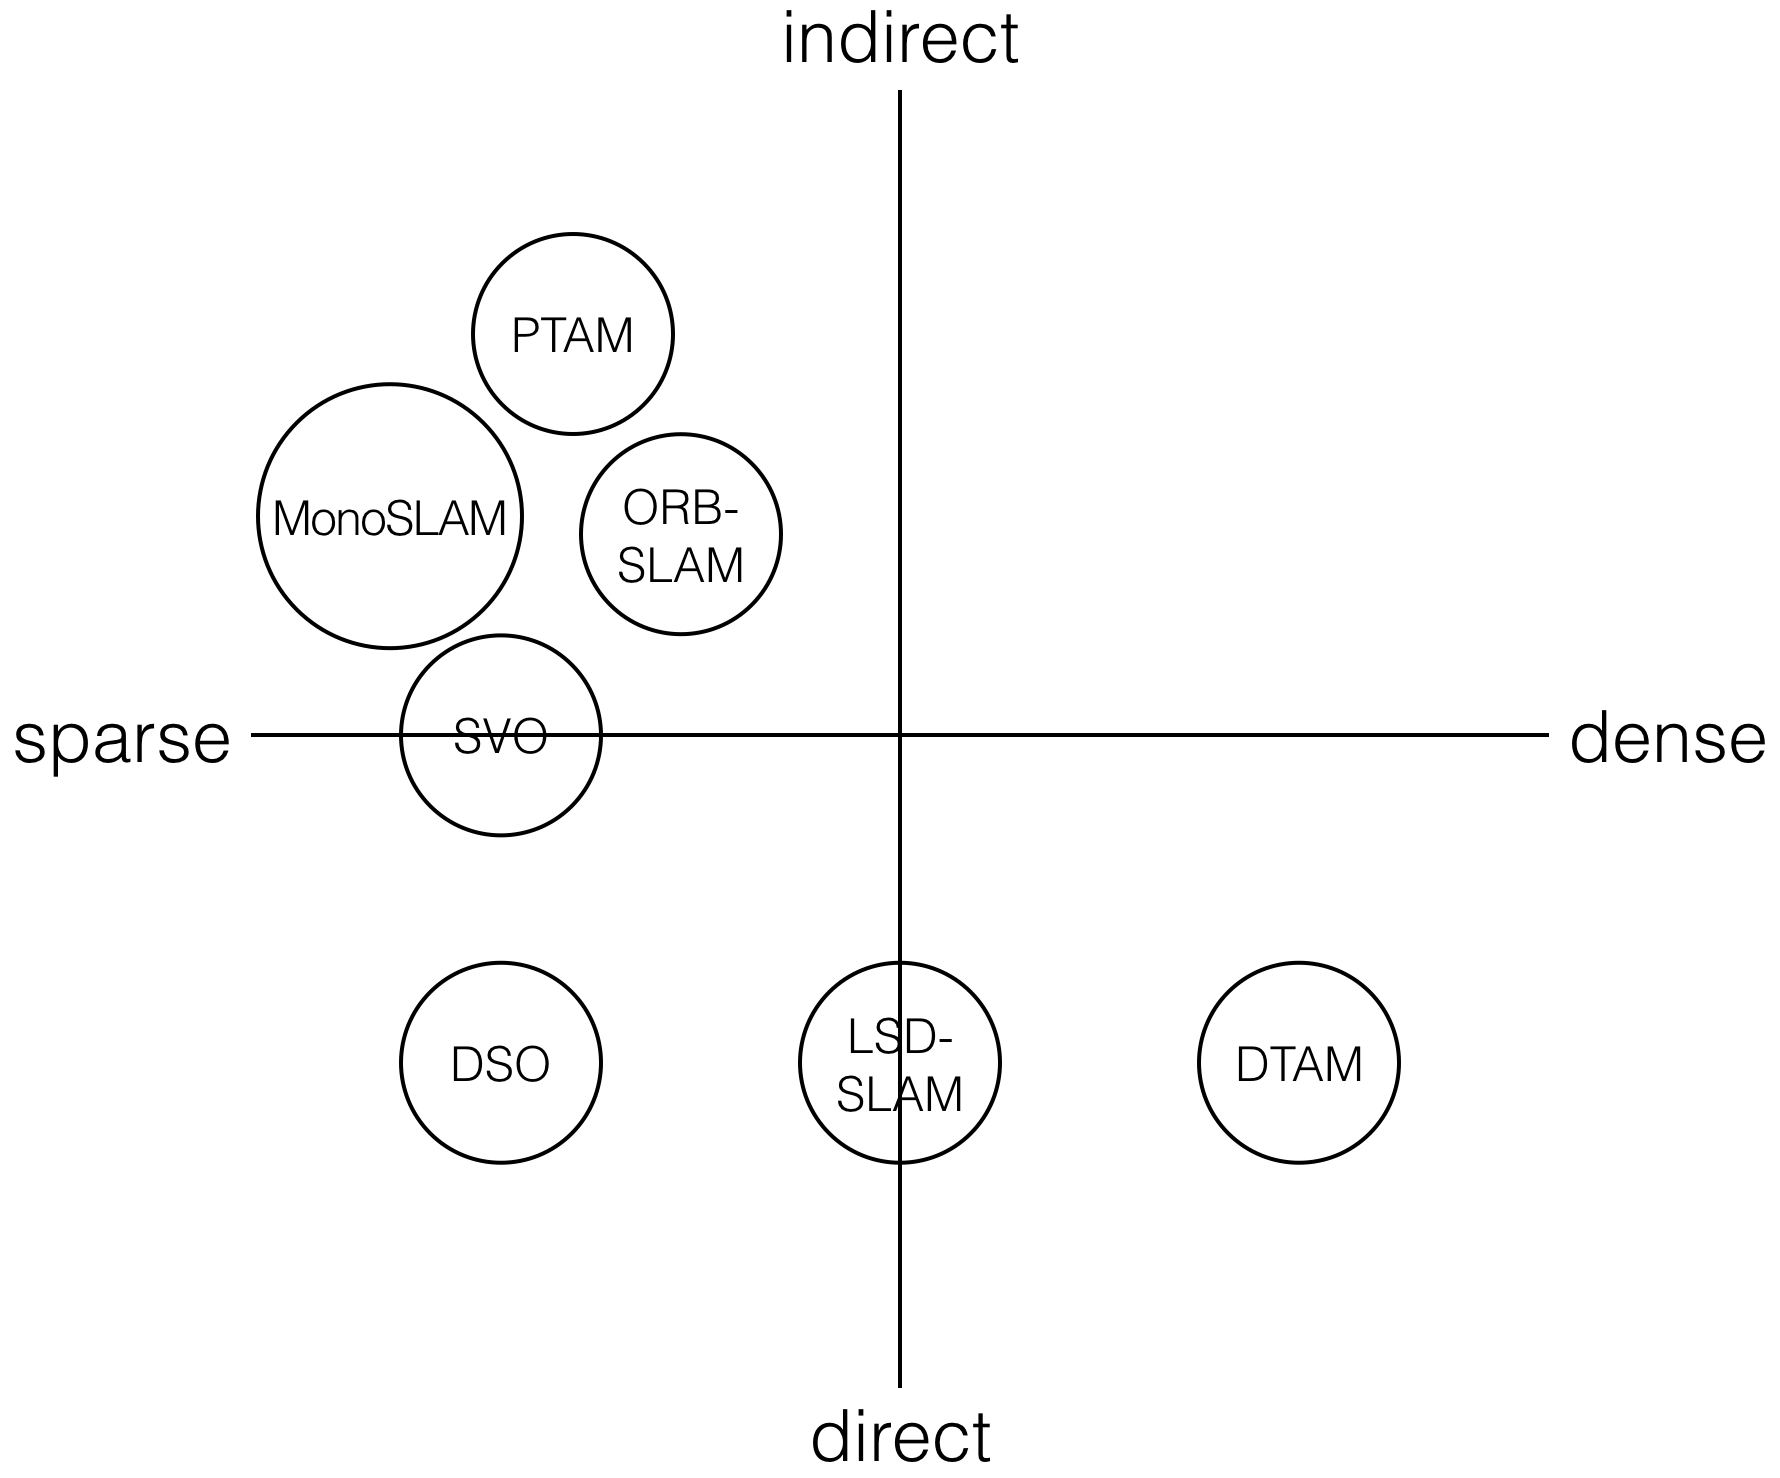 indirect
PTAM
MonoSLAM
ORB-
SLAM
sparse
SVO
dense
DSO
LSD-
SLAM
DTAM
direct